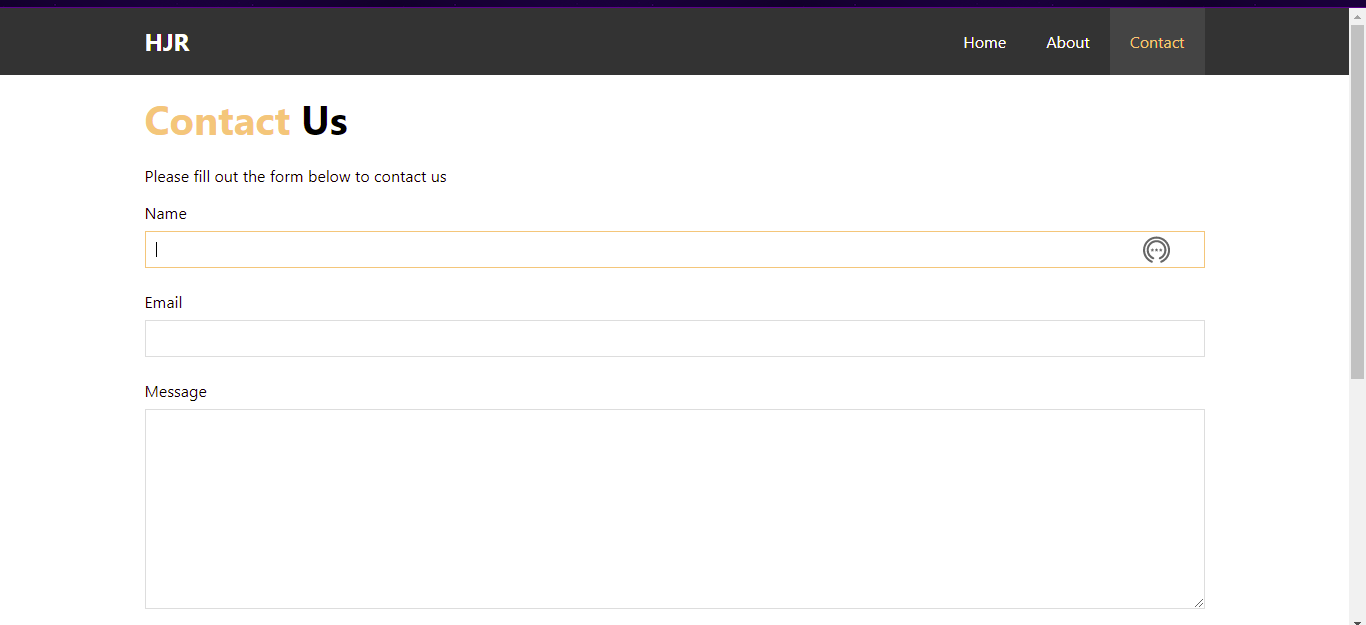 HJR
Home About Contact
Contact Us
Please fill out the form below to contact us
Name
Email
Message